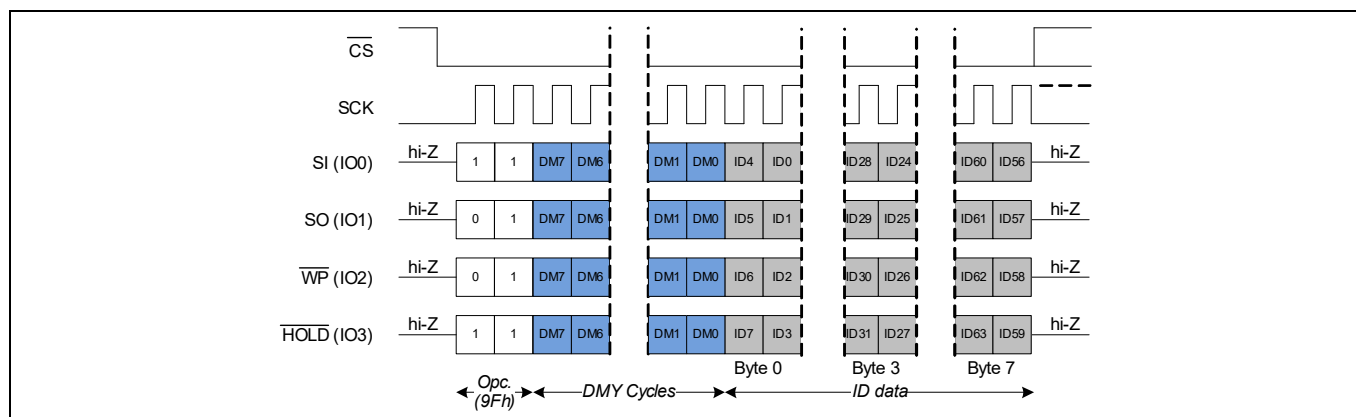 CS
SCK
SI (IO0) hi-Z 1 1 DM7 DM6 DM1 DM0 ID4 ID0 ID28 ID24 ID60 ID56 hi-Z
SO (IO1) hi-Z 0 1 DM7 DM6 DM1 DM0 ID5 ID1 ID29 ID25 ID61 ID57 hi-Z
WP (IO2) hi-Z 0 1 DM7 DM6 DM1 DM0 ID6 ID2 ID30 ID26 ID62 ID58 hi-Z
HOLD (IO3) hi-Z 1 1 DM7 DM6 DM1 DM0 ID7 ID3 ID31 ID27 ID63 ID59 hi-Z
Byte 0 Byte 3 Byte 7
Opc. (9Fh) DMY Cycles ID data